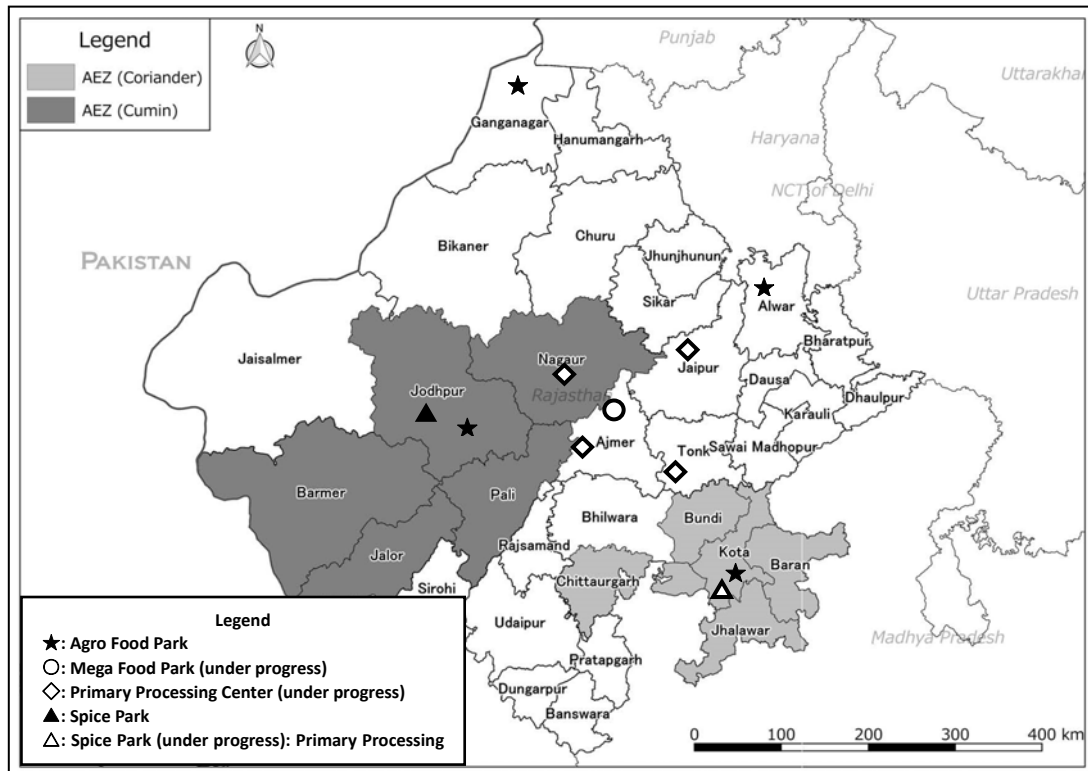 Legend
AEZ (Coriander)
AEZ (Cumin)
N
Punjab
Uttarakhan
Ganganagar
Hanumangarh
Haryana
NCT of Delhi
PAKISTAN
Bikaner
Churu
Jhunjhunun
Sikar
Alwar
Uttar Pradesh
Bharatpur
Jaisalmer
Nagaur
Jaipur
Rajasthan
Dausa
Dhaulpur
Jodhpur
Karauli
Ajmer
Tonk
Sawai Madhopur
Barmer
Pali
Bhilwara
Bundi
Jalor
Rajsamand
Kota
Baran
Sirohi
Chittaurgarh
Udaipur
Jhalawar
Madhya Pradesh
Pratapgarh
Dungarpur
Banswara
Legend
★: Agro Food Park
○: Mega Food Park (under progress)
◇: Primary Processing Center (under progress)
▲: Spice Park
△: Spice Park (under progress): Primary Processing
0 100 200 300 400 km